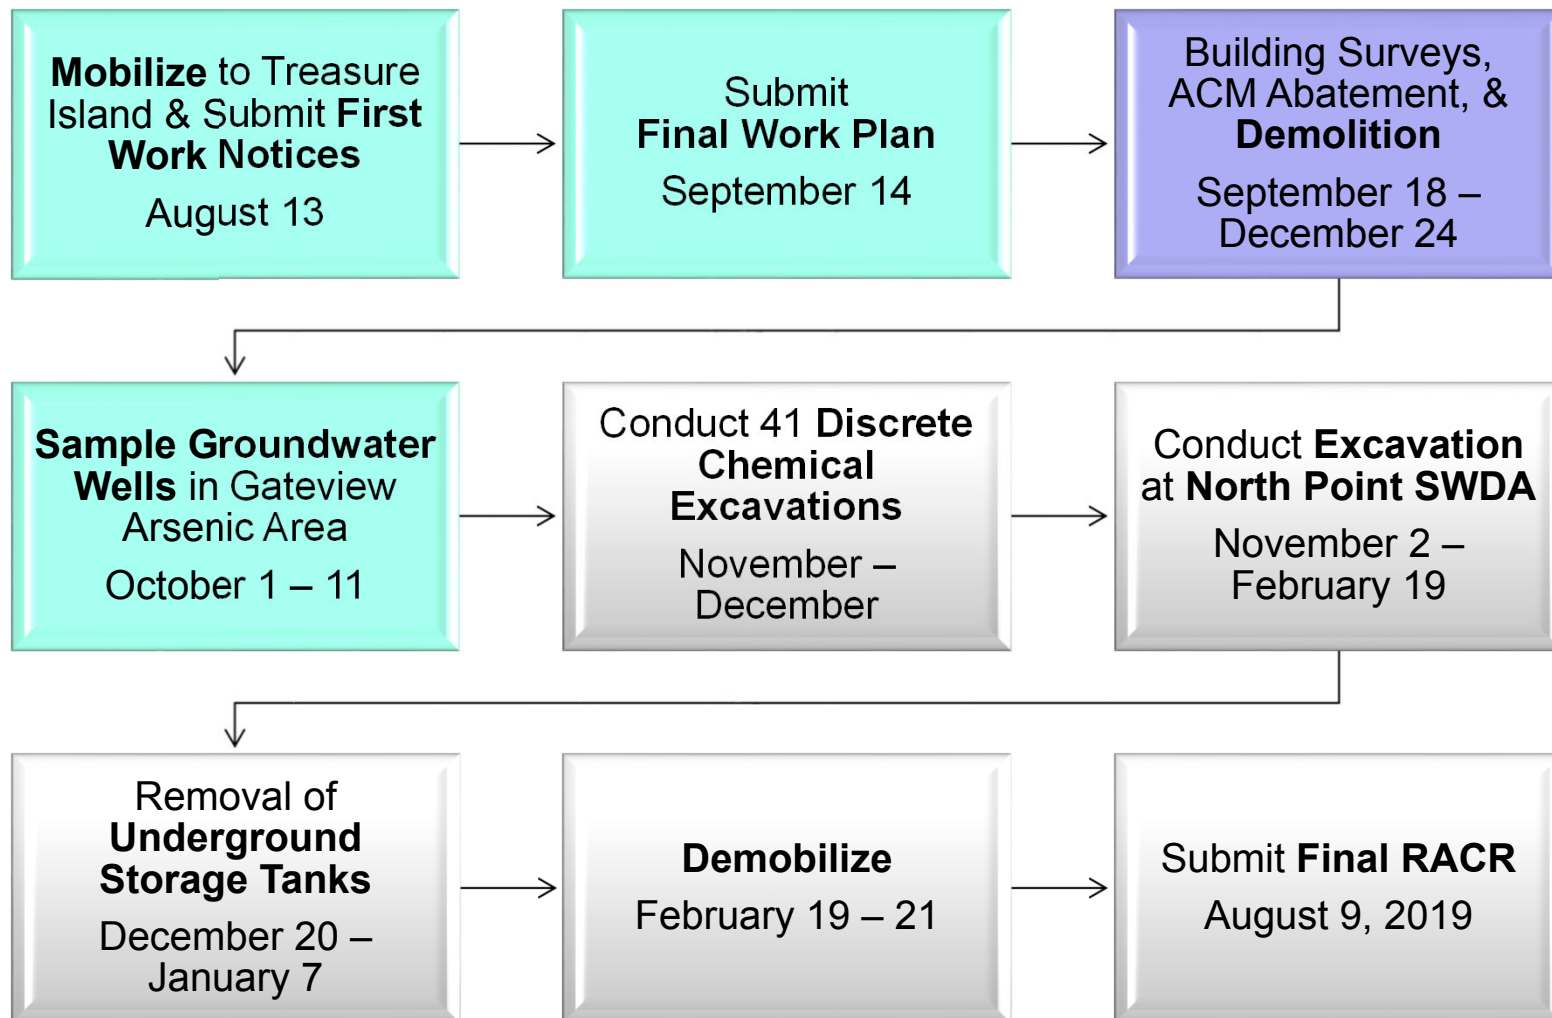 Mobilize to Treasure
Island & Submit First
Work Notices
August 13
Submit
Final Work Plan
September 14
Building Surveys,
ACM Abatement, &
Demolition
September 18 –
December 24
Sample Groundwater
Wells in Gateview
Arsenic Area
October 1 – 11
Conduct 41 Discrete
Chemical
Excavations
November –
December
Conduct Excavation
at North Point SWDA
November 2 –
February 19
Removal of
Underground
Storage Tanks
December 20 –
January 7
Demobilize
February 19 – 21
Submit Final RACR
August 9, 2019